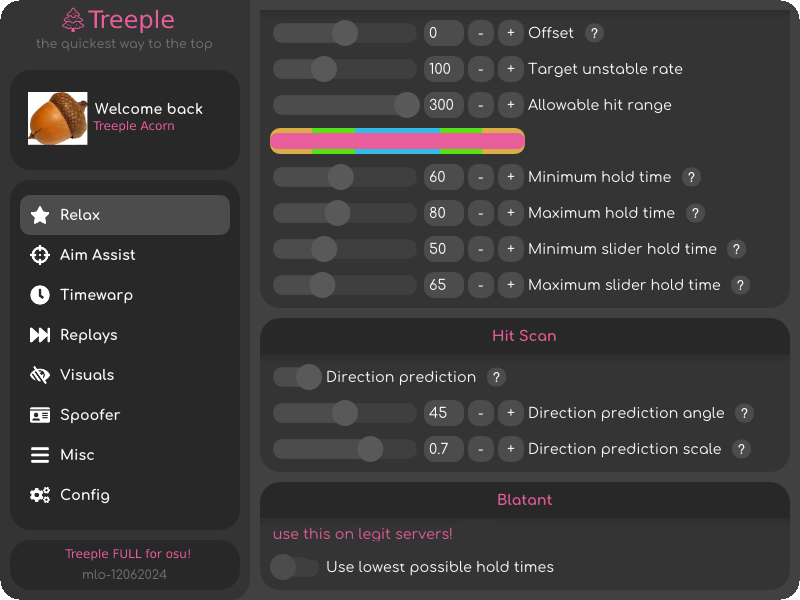 Treeple
the quickest way to the top
Welcome back
Treeple Acorn
Relax
Aim Assist
Timewarp
Replays
Visuals
Spoofer
Misc
Config
Treeple FULL for osu!
mlo-12062024
0 - + Offset ?
100 - + Target unstable rate
300 - + Allowable hit range
60 - + Minimum hold time ?
80 - + Maximum hold time ?
50 - + Minimum slider hold time ?
65 - + Maximum slider hold time ?
Hit Scan
Direction prediction ?
45 - + Direction prediction angle ?
0.7 - + Direction prediction scale ?
Blatant
use this on legit servers!
Use lowest possible hold times